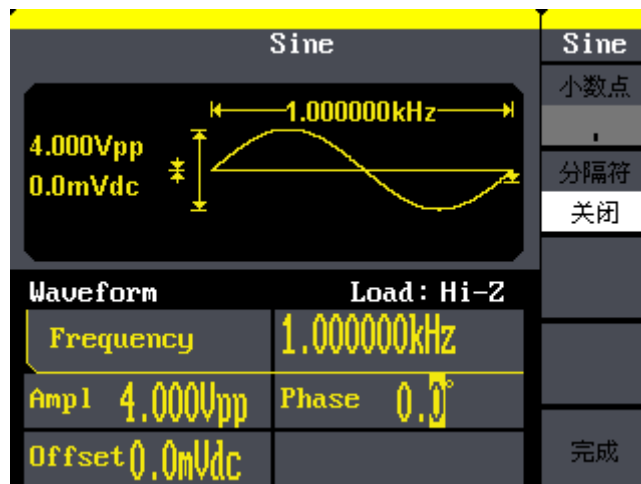 Sine
Sine
小数点
.
分隔符
关闭
完成
1.000000kHz
4.000Vpp
0.0mVdc
Waveform
Load: Hi-Z
Frequency
1.000000kHz
Ampl 4.000Vpp
Phase 0.0°
Offset 0.0mVdc